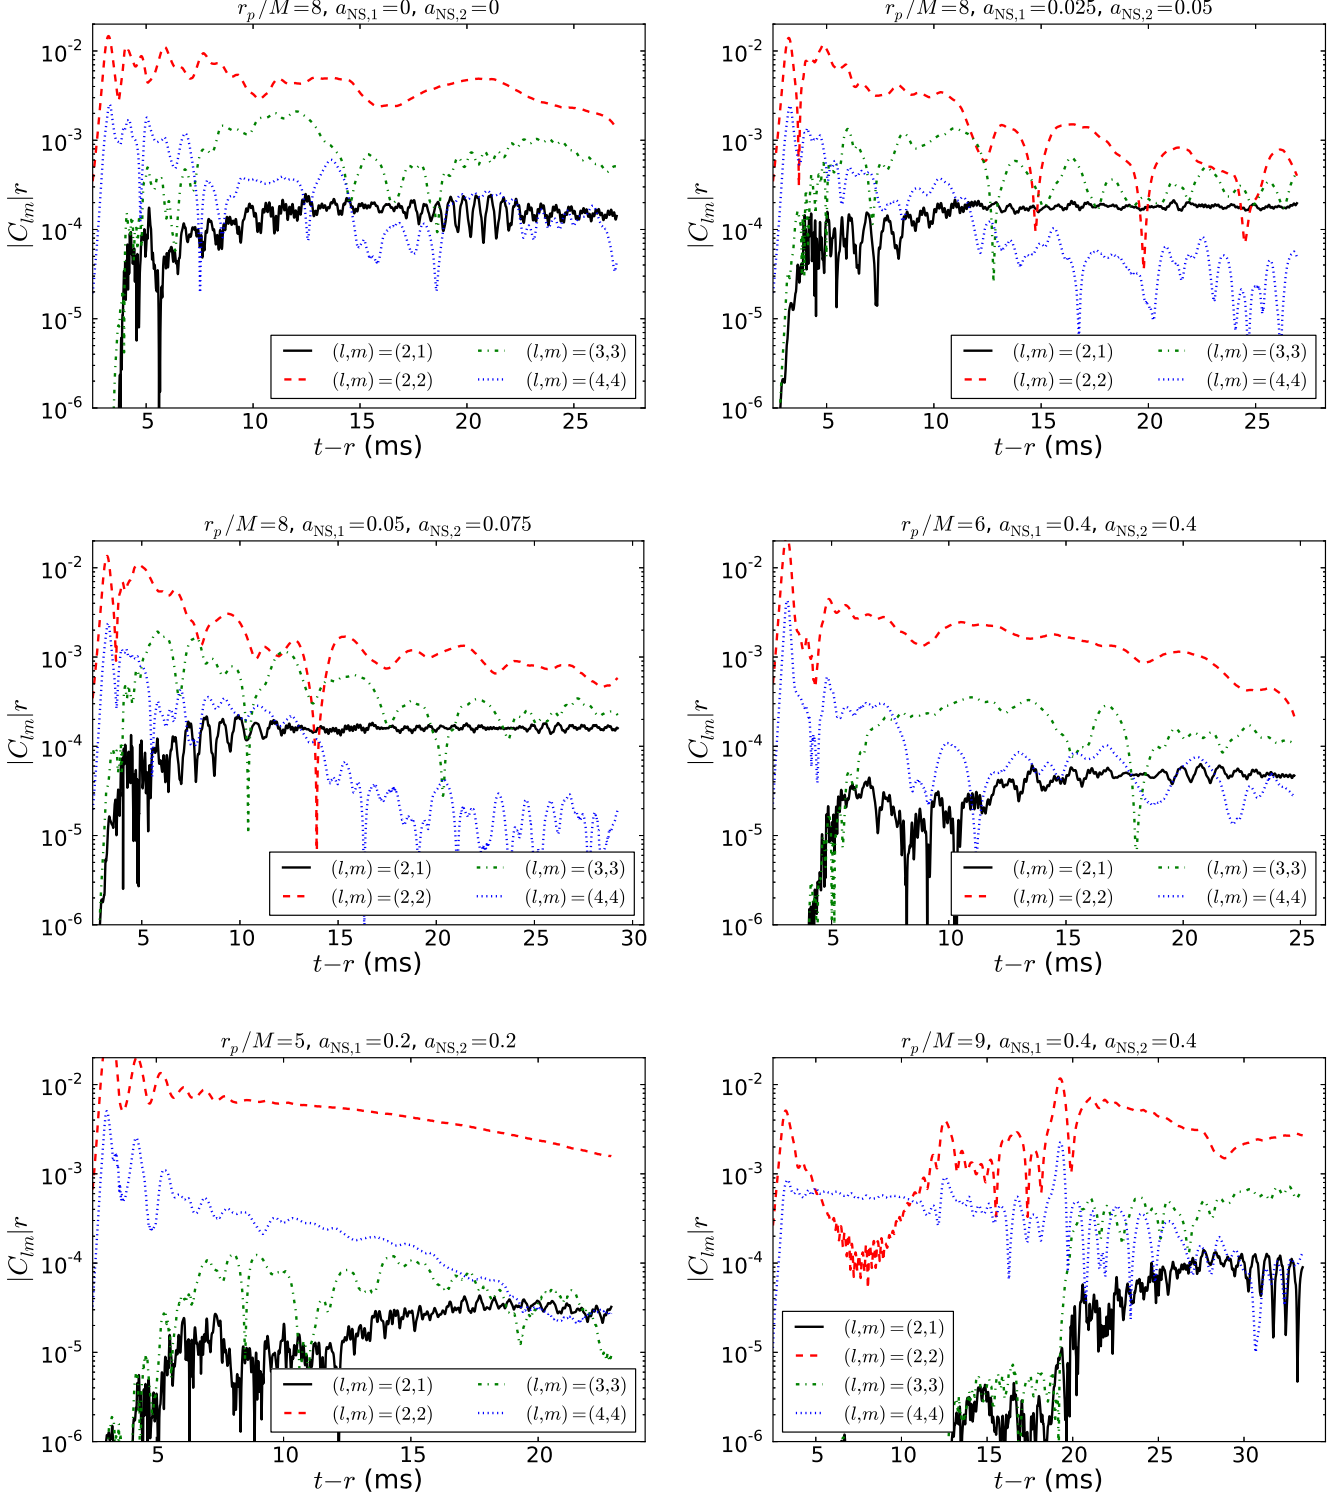 r_p/M=8, a_NS,1=0, a_NS,2=0
|C_lm|r
10^-2
10^-3
10^-4
10^-5
10^-6
(l,m)=(2,1)
(l,m)=(2,2)
(l,m)=(3,3)
(l,m)=(4,4)
5 10 15 20 25
t−r (ms)
r_p/M=8, a_NS,1=0.025, a_NS,2=0.05
|C_lm|r
10^-2
10^-3
10^-4
10^-5
10^-6
(l,m)=(2,1)
(l,m)=(2,2)
(l,m)=(3,3)
(l,m)=(4,4)
5 10 15 20 25
t−r (ms)
r_p/M=8, a_NS,1=0.05, a_NS,2=0.075
|C_lm|r
10^-2
10^-3
10^-4
10^-5
10^-6
(l,m)=(2,1)
(l,m)=(2,2)
(l,m)=(3,3)
(l,m)=(4,4)
5 10 15 20 25 30
t−r (ms)
r_p/M=6, a_NS,1=0.4, a_NS,2=0.4
|C_lm|r
10^-2
10^-3
10^-4
10^-5
10^-6
(l,m)=(2,1)
(l,m)=(2,2)
(l,m)=(3,3)
(l,m)=(4,4)
5 10 15 20 25
t−r (ms)
r_p/M=5, a_NS,1=0.2, a_NS,2=0.2
|C_lm|r
10^-2
10^-3
10^-4
10^-5
10^-6
(l,m)=(2,1)
(l,m)=(2,2)
(l,m)=(3,3)
(l,m)=(4,4)
5 10 15 20
t−r (ms)
r_p/M=9, a_NS,1=0.4, a_NS,2=0.4
|C_lm|r
10^-2
10^-3
10^-4
10^-5
10^-6
(l,m)=(2,1)
(l,m)=(2,2)
(l,m)=(3,3)
(l,m)=(4,4)
5 10 15 20 25 30
t−r (ms)